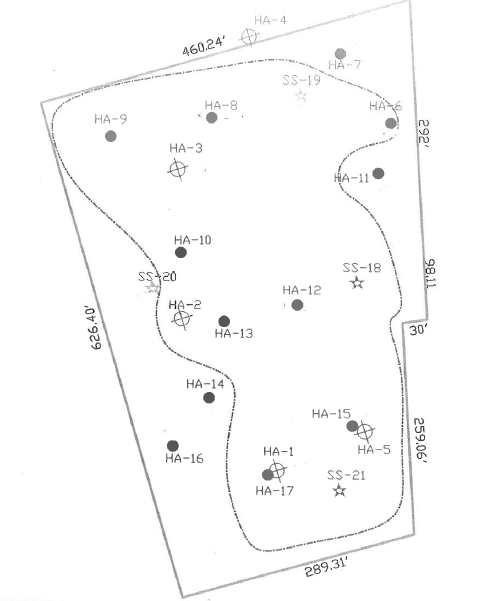 HA-4
460.24'
HA-7
SS-19
HA-8
HA-6
HA-9
292'
HA-3
HA-11
HA-10
SS-20
SS-18
98.11
HA-2
HA-12
626.40'
HA-13
30'
HA-14
HA-15
259.06'
HA-5
HA-16
HA-1
HA-17
SS-21
289.31'